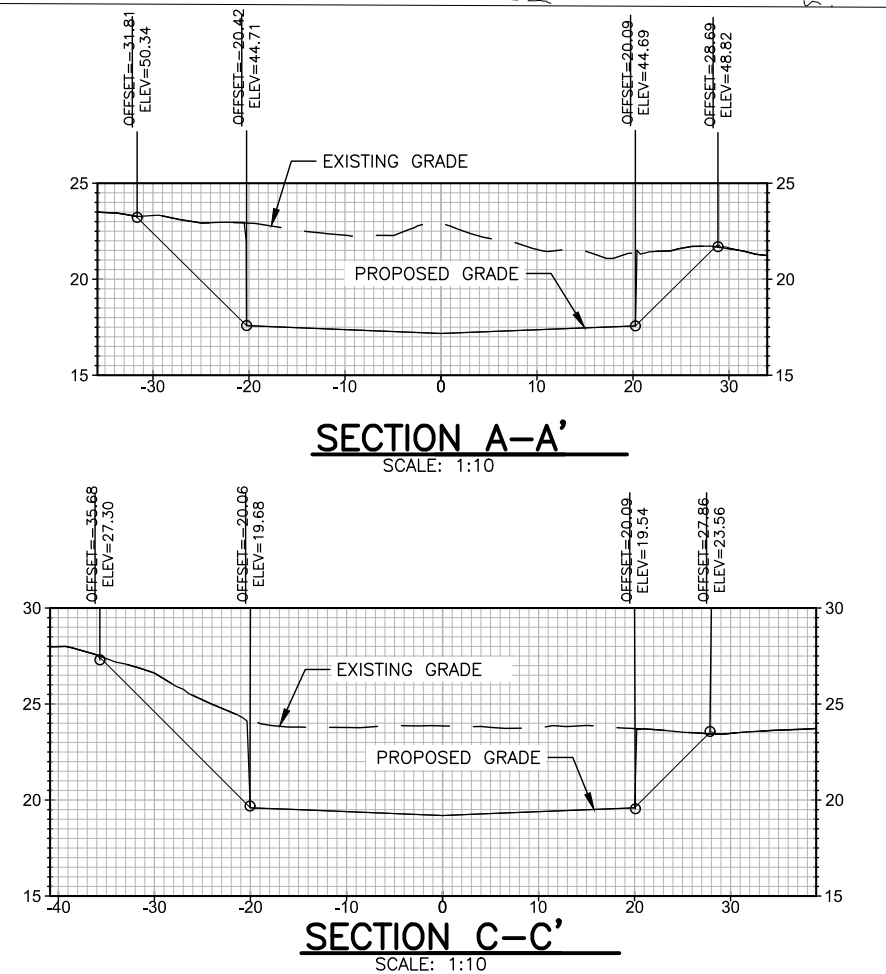 OFFSET=-31.81
ELEV=50.34
OFFSET=-20.42
ELEV=44.71
OFFSET=20.09
ELEV=44.69
OFFSET=28.69
ELEV=48.82
EXISTING GRADE
25
25
20
20
PROPOSED GRADE
15
15
-30
-20
-10
0
10
20
30
SECTION A-A'
SCALE: 1:10
OFFSET=-35.68
ELEV=27.30
OFFSET=-20.06
ELEV=19.68
OFFSET=20.09
ELEV=19.54
OFFSET=27.86
ELEV=23.56
30
30
EXISTING GRADE
25
25
PROPOSED GRADE
20
20
15
15
-40
-30
-20
-10
0
10
20
30
SECTION C-C'
SCALE: 1:10